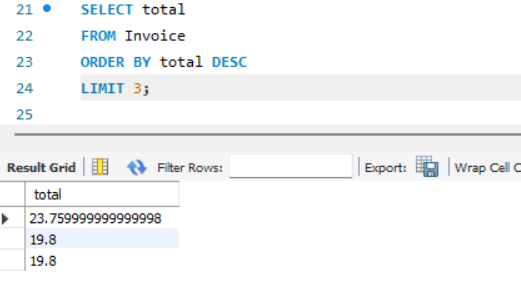 21 SELECT total
22 FROM Invoice
23 ORDER BY total DESC
24 LIMIT 3;
25
Result Grid Filter Rows: Export: Wrap Cell C
total
23.759999999999998
19.8
19.8